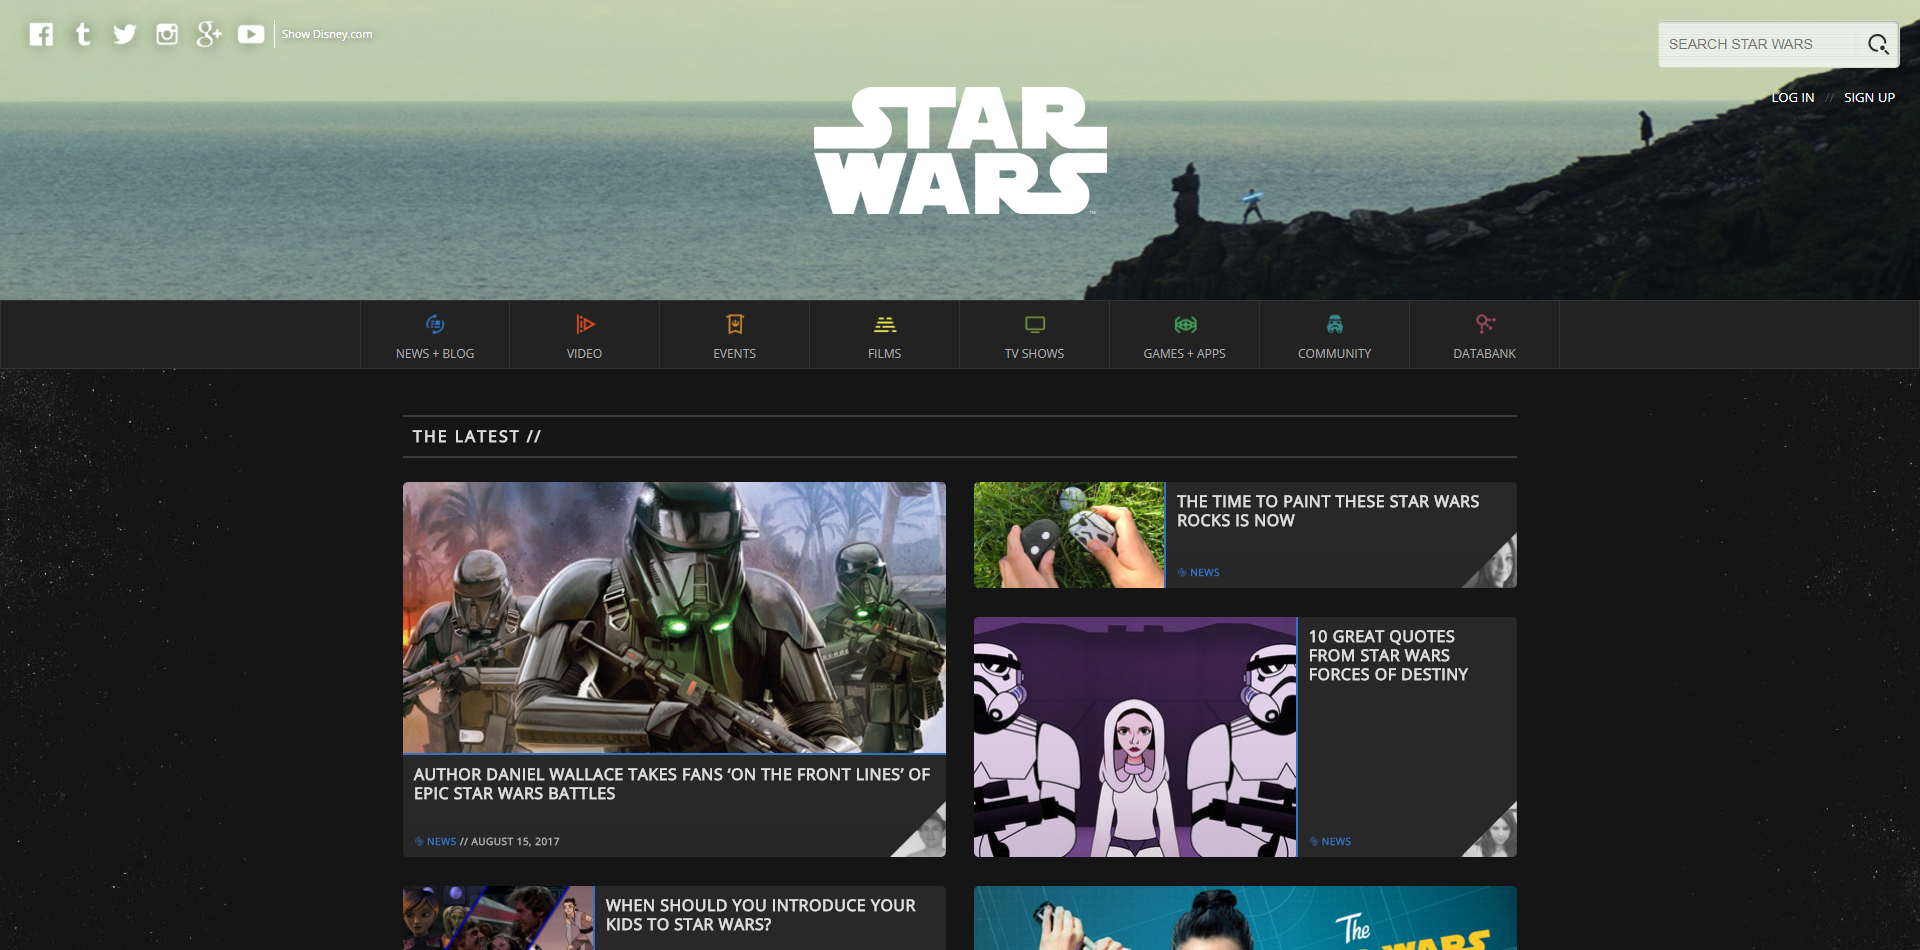 Show Disney.com
SEARCH STAR WARS
LOG IN // SIGN UP
STAR
WARS
NEWS + BLOG
VIDEO
EVENTS
FILMS
TV SHOWS
GAMES + APPS
COMMUNITY
DATABANK
THE LATEST //
AUTHOR DANIEL WALLACE TAKES FANS ‘ON THE FRONT LINES’ OF
EPIC STAR WARS BATTLES
NEWS // AUGUST 15, 2017
THE TIME TO PAINT THESE STAR WARS
ROCKS IS NOW
NEWS
10 GREAT QUOTES
FROM STAR WARS
FORCES OF DESTINY
NEWS
WHEN SHOULD YOU INTRODUCE YOUR
KIDS TO STAR WARS?
The
WARS